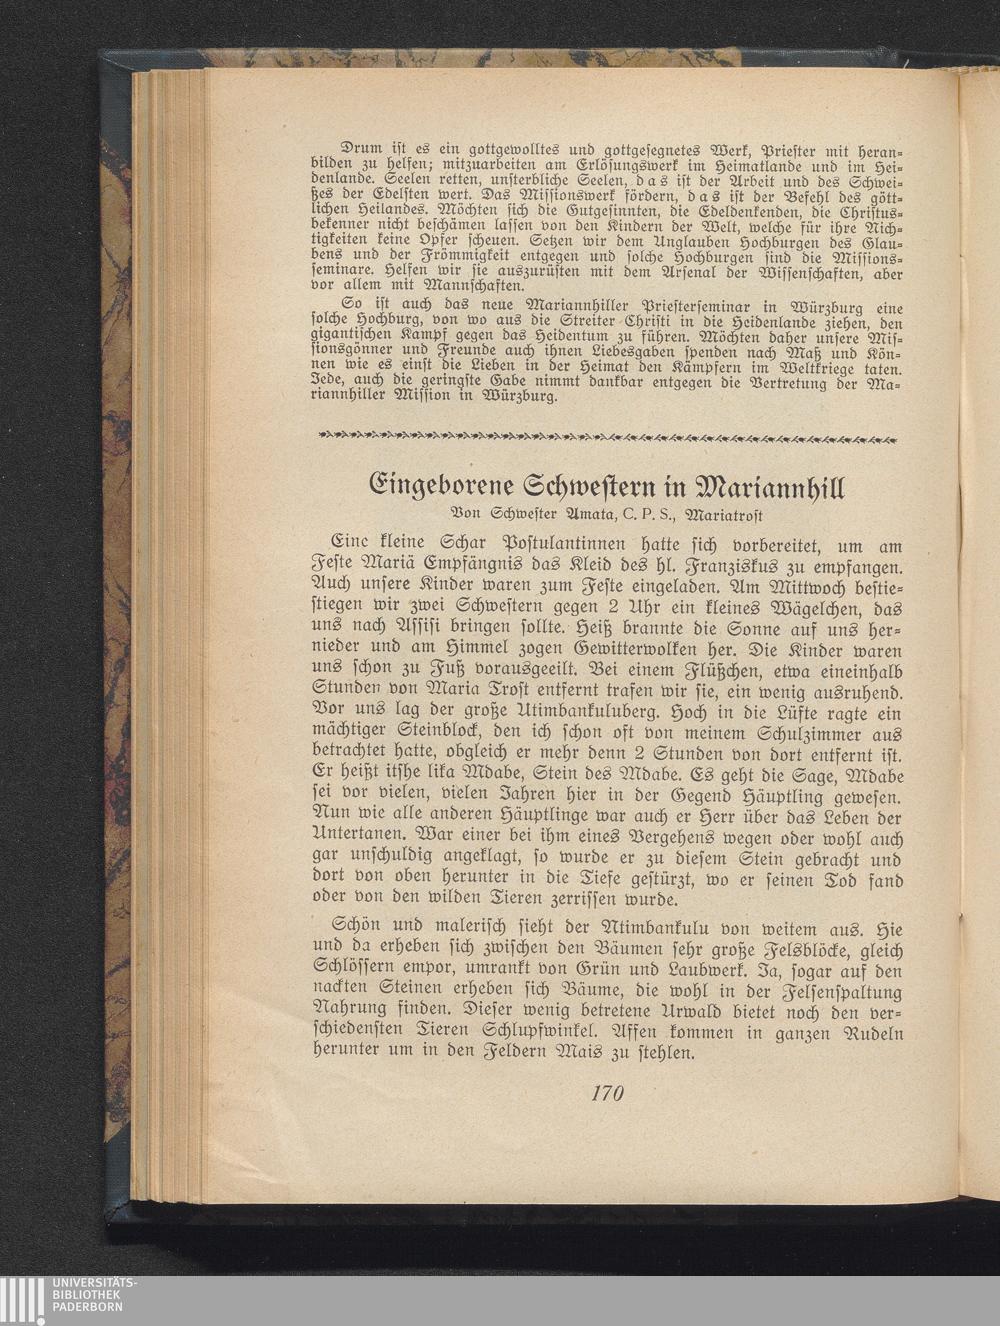 Drum ist es ein gottgewolltes und gottgesegnetes Werk, Priester mit heran-
bilden zu helfen; mitzuarbeiten am Erlösungswerk im Heimatlande und im Hei-
denlande. Seelen retten, unsterbliche Seelen, das ist der Arbeit und des Schwei-
ßes der Edelsten wert. Das Missionswerk fördern, das ist der Befehl des gött-
lichen Heilandes. Möchten sich die Gutgesinnten, die Edeldenkenden, die Christus-
bekenner nicht beschämen lassen von den Kindern der Welt, welche für ihre Nich-
tigkeiten keine Opfer scheuen. Setzen wir dem Unglauben Hochburgen des Glau-
bens und der Frömmigkeit entgegen und solche Hochburgen sind die Missions-
seminare. Helfen wir sie auszurüsten mit dem Arsenal der Wissenschaften, aber
vor allem mit Mannschaften.
So ist auch das neue Mariannhiller Priesterseminar in Würzburg eine
solche Hochburg, von wo aus die Streiter Christi in die Heidenlande ziehen, den
gigantischen Kampf gegen das Heidentum zu führen. Möchten daher unsere Mis-
sionsgönner und Freunde auch ihnen Liebesgaben spenden nach Maß und Kön-
nen wie es einst die Lieben in der Heimat den Kämpfern im Weltkriege taten.
Jede, auch die geringste Gabe nimmt dankbar entgegen die Vertretung der Ma-
riannhiller Mission in Würzburg.
Eingeborene Schwestern in Mariannhill
Von Schwester Amata, C. P. S., Mariatrost
Eine kleine Schar Postulantinnen hatte sich vorbereitet, um am
Feste Mariä Empfängnis das Kleid des hl. Franziskus zu empfangen.
Auch unsere Kinder waren zum Feste eingeladen. Am Mittwoch bestie-
stiegen wir zwei Schwestern gegen 2 Uhr ein kleines Wägelchen, das
uns nach Assisi bringen sollte. Heiß brannte die Sonne auf uns her-
nieder und am Himmel zogen Gewitterwolken her. Die Kinder waren
uns schon zu Fuß vorausgeeilt. Bei einem Flüßchen, etwa eineinhalb
Stunden von Maria Trost entfernt trafen wir sie, ein wenig ausruhend.
Vor uns lag der große Utimbankuluberg. Hoch in die Lüfte ragte ein
mächtiger Steinblock, den ich schon oft von meinem Schulzimmer aus
betrachtet hatte, obgleich er mehr denn 2 Stunden von dort entfernt ist.
Er heißt itshe lika Mdabe, Stein des Mdabe. Es geht die Sage, Mdabe
sei vor vielen, vielen Jahren hier in der Gegend Häuptling gewesen.
Nun wie alle anderen Häuptlinge war auch er Herr über das Leben der
Untertanen. War einer bei ihm eines Vergehens wegen oder wohl auch
gar unschuldig angeklagt, so wurde er zu diesem Stein gebracht und
dort von oben herunter in die Tiefe gestürzt, wo er seinen Tod fand
oder von den wilden Tieren zerrissen wurde.
Schön und malerisch sieht der Ntimbankulu von weitem aus. Hie
und da erheben sich zwischen den Bäumen sehr große Felsblöcke, gleich
Schlössern empor, umrankt von Grün und Laubwerk. Ja, sogar auf den
nackten Steinen erheben sich Bäume, die wohl in der Felsenspaltung
Nahrung finden. Dieser wenig betretene Urwald bietet noch den ver-
schiedensten Tieren Schlupfwinkel. Affen kommen in ganzen Rudeln
herunter um in den Feldern Mais zu stehlen.
170
UNIVERSITÄTS-
BIBLIOTHEK
PADERBORN